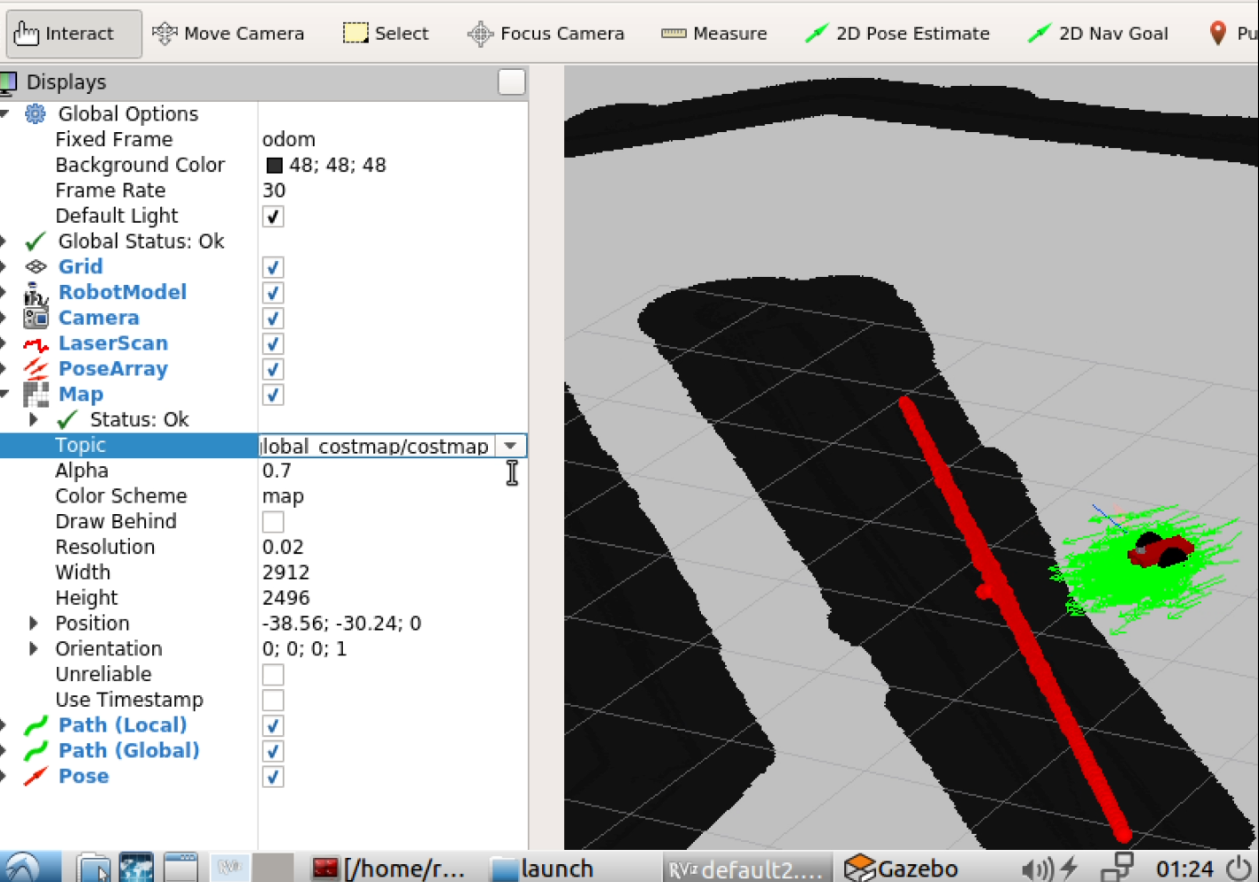 Interact Move Camera Select Focus Camera Measure 2D Pose Estimate 2D Nav Goal Pu
Displays
Global Options
Fixed Frame odom
Background Color 48; 48; 48
Frame Rate 30
Default Light
Global Status: Ok
Grid
RobotModel
Camera
LaserScan
PoseArray
Map
Status: Ok
Topic lobal_costmap/costmap
Alpha 0.7
Color Scheme map
Draw Behind
Resolution 0.02
Width 2912
Height 2496
Position -38.56; -30.24; 0
Orientation 0; 0; 0; 1
Unreliable
Use Timestamp
Path (Local)
Path (Global)
Pose
RViz [/home/r... launch RViz default2.... Gazebo 01:24